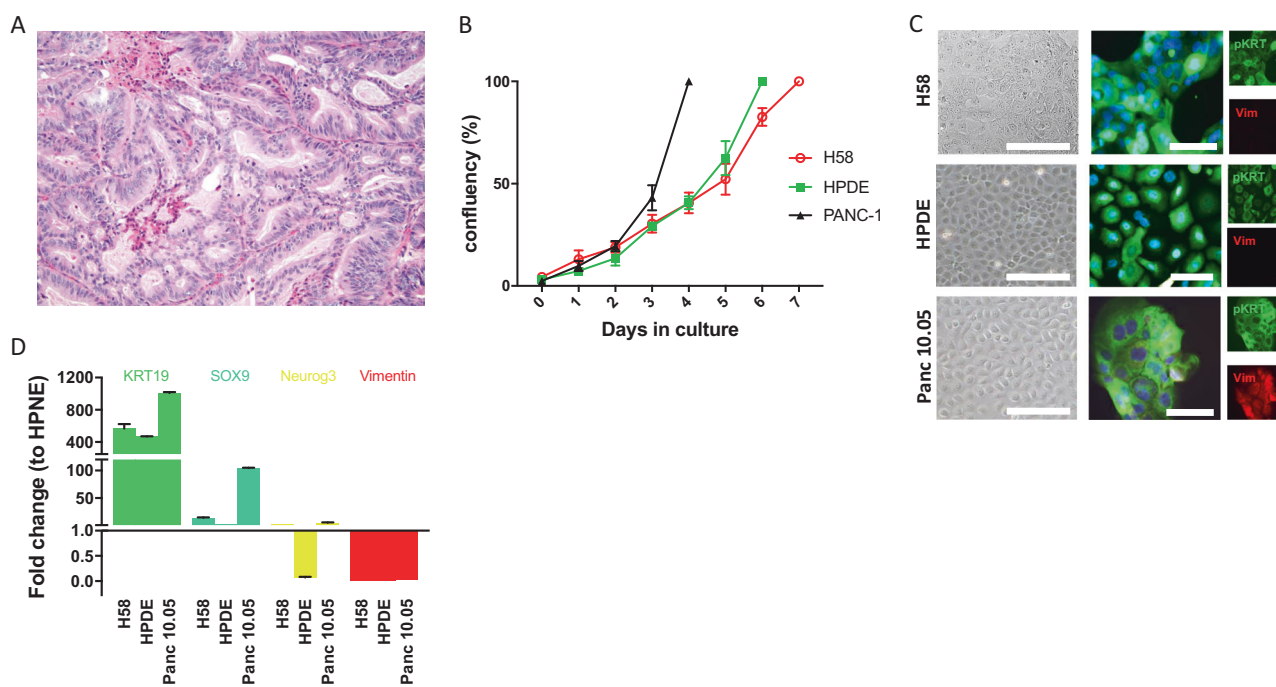 A
B
100
50
0
confluency (%)
0 1 2 3 4 5 6 7
Days in culture
H58
HPDE
PANC-1
C
H58
pKRT
Vim
HPDE
pKRT
Vim
Panc 10.05
pKRT
Vim
D
KRT19 SOX9 Neurog3 Vimentin
Fold change (to HPNE)
1200
800
400
100
50
1.0
0.5
0.0
H58 HPDE Panc 10.05 H58 HPDE Panc 10.05 H58 HPDE Panc 10.05 H58 HPDE Panc 10.05